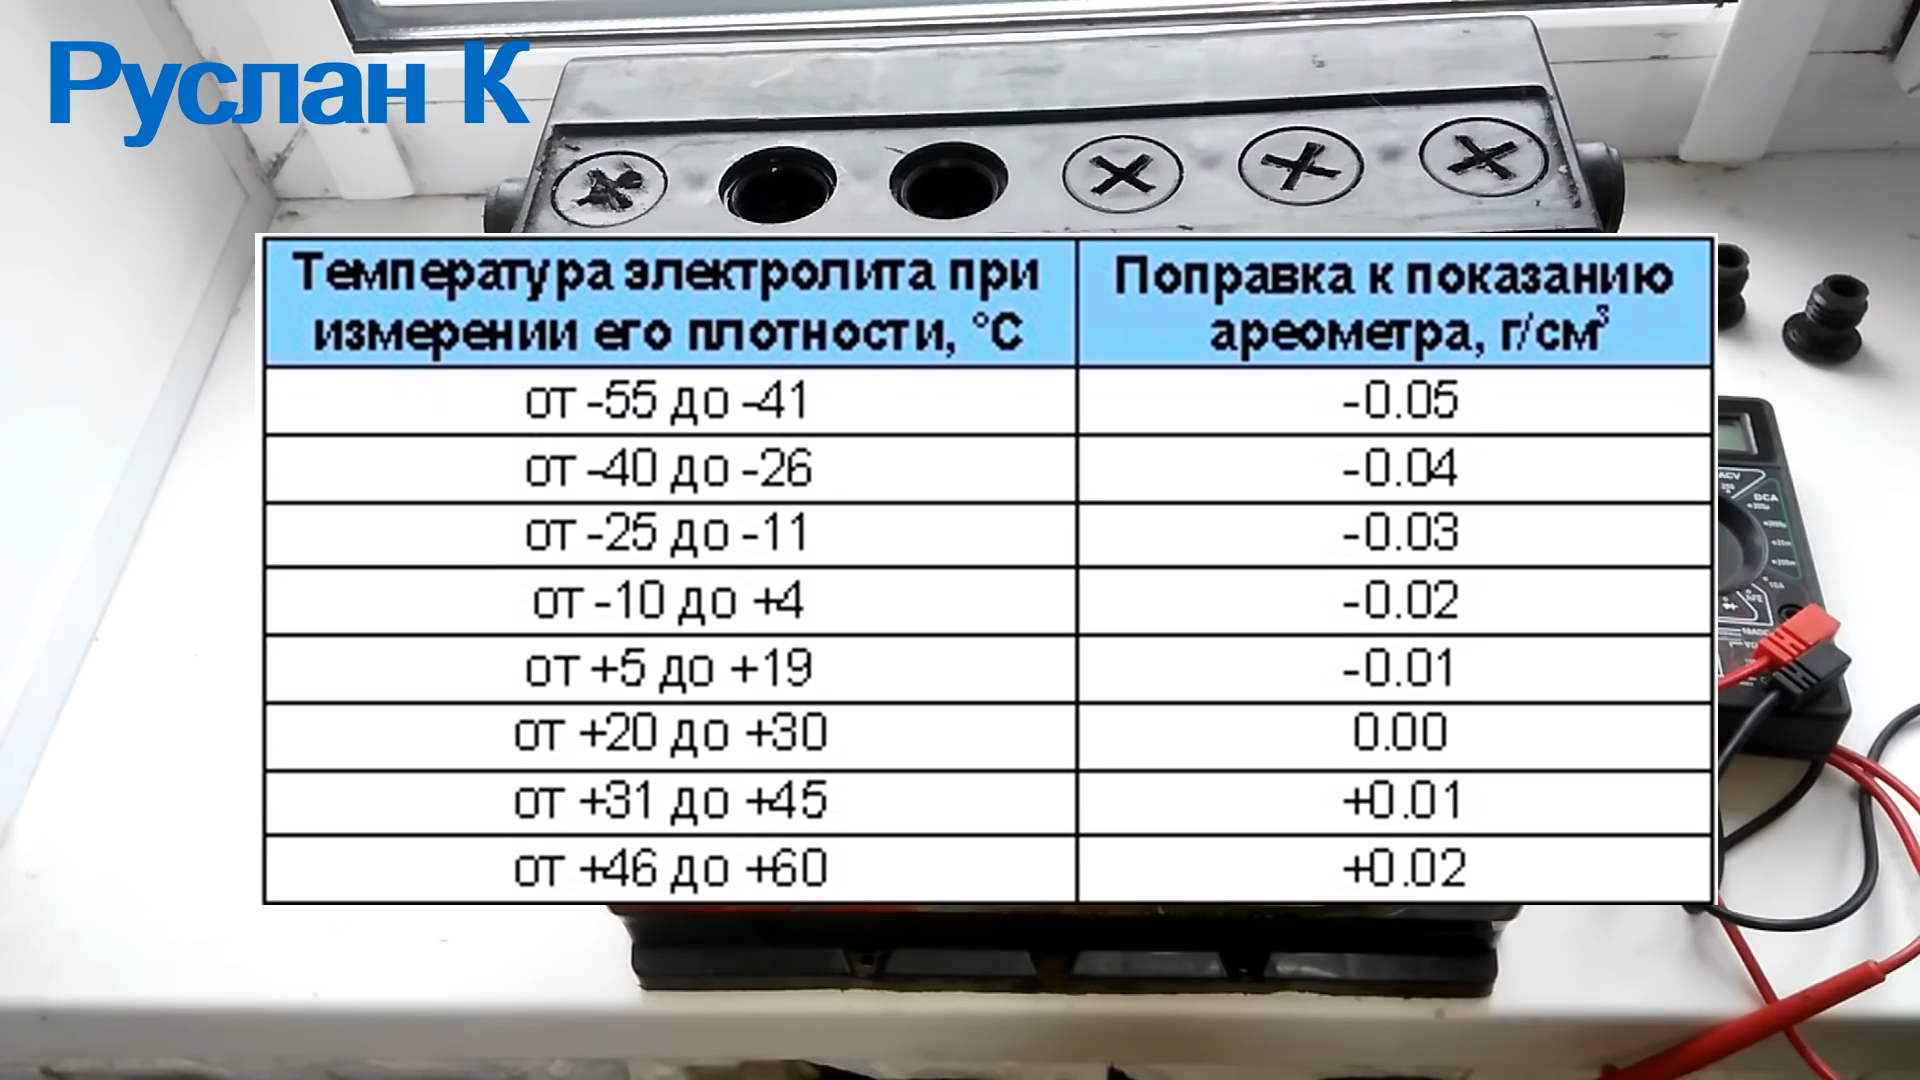 Руслан К
Температура электролита при
измерении его плотности, °С
Поправка к показанию
ареометра, г/см³
от -55 до -41
-0.05
от -40 до -26
-0.04
от -25 до -11
-0.03
от -10 до +4
-0.02
от +5 до +19
-0.01
от +20 до +30
0.00
от +31 до +45
+0.01
от +46 до +60
+0.02
ACV
DCA
10A